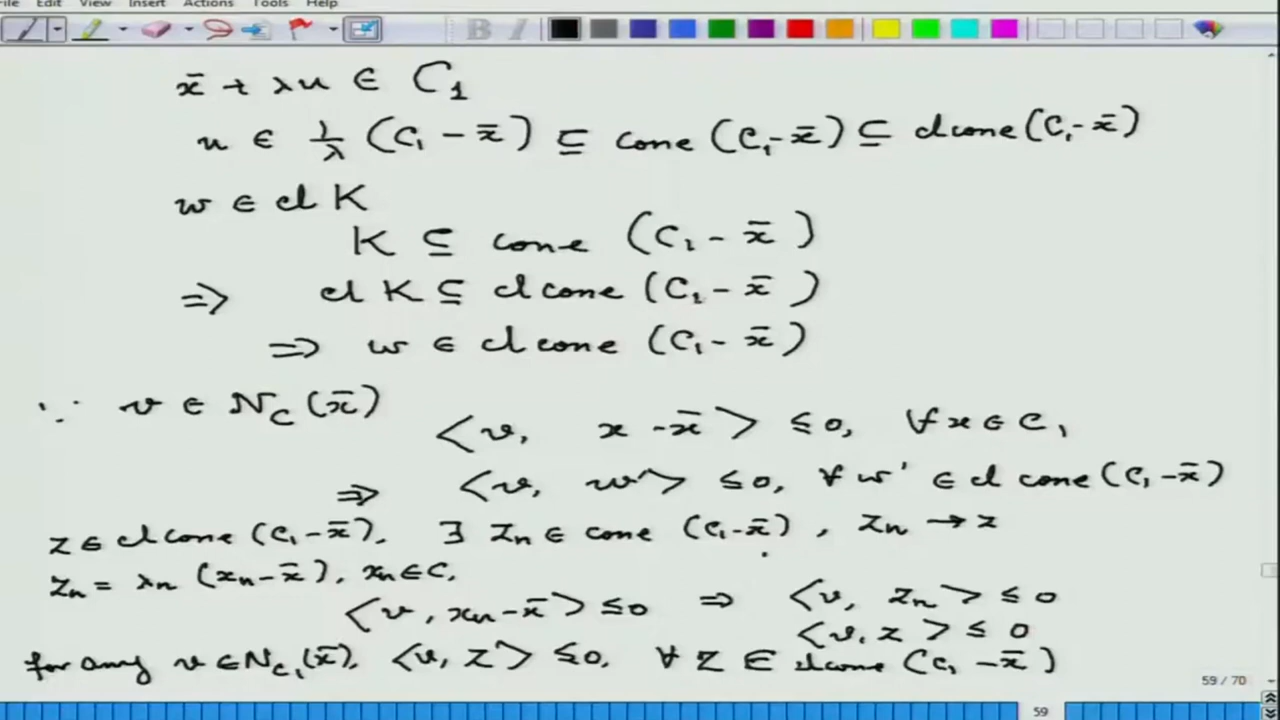 File Edit View Insert Actions Tools Help
x̄ + λu ∈ C₁
u ∈ 1/λ (C₁ - x̄) ⊆ cone (C₁ - x̄) ⊆ cl cone (C₁ - x̄)
w ∈ cl K
K ⊆ cone (C₁ - x̄)
⇒ cl K ⊆ cl cone (C₁ - x̄)
⇒ w ∈ cl cone (C₁ - x̄)
∵ v ∈ N_C (x̄)
⟨v, x - x̄⟩ ≤ 0, ∀ x ∈ C₁
⇒ ⟨v, w'⟩ ≤ 0, ∀ w' ∈ cl cone (C₁ - x̄)
z ∈ cl cone (C₁ - x̄), ∃ z_n ∈ cone (C₁ - x̄), z_n → z
z_n = λ_n (x_n - x̄), x_n ∈ C₁
⟨v, x_n - x̄⟩ ≤ 0 ⇒ ⟨v, z_n⟩ ≤ 0
⟨v, z⟩ ≤ 0
for any v ∈ N_C₁ (x̄), ⟨v, z⟩ ≤ 0, ∀ z ∈ cl cone (C₁ - x̄)
59 / 70
59